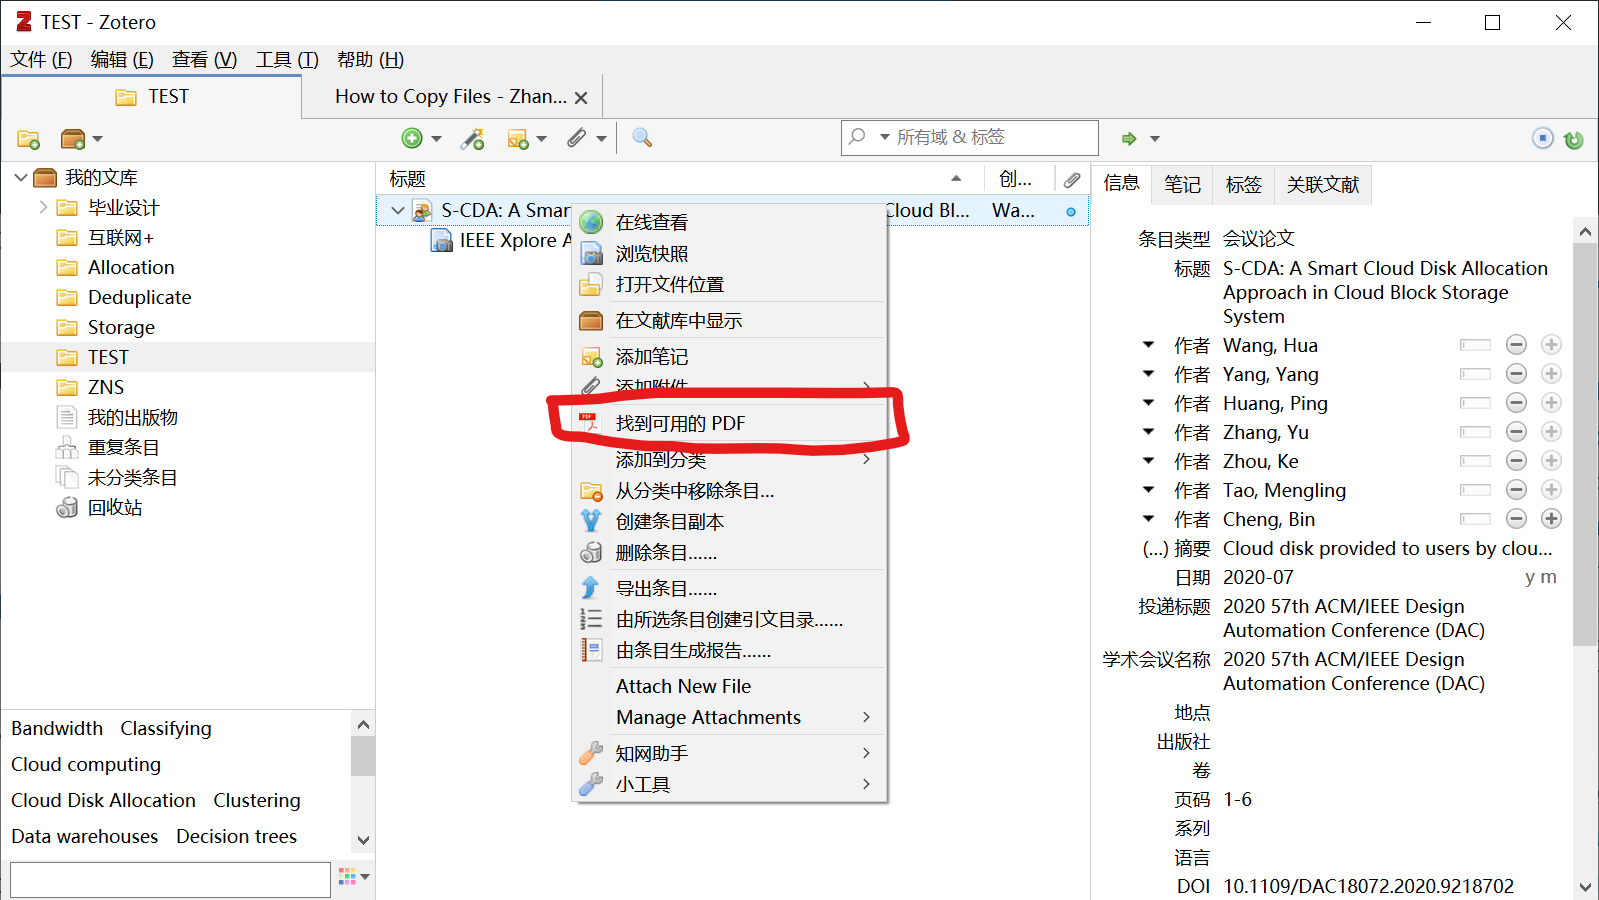 TEST - Zotero
文件 (F) 编辑 (E) 查看 (V) 工具 (T) 帮助 (H)
TEST
How to Copy Files - Zhan...
所有域 & 标签
我的文库
毕业设计
互联网+
Allocation
Deduplicate
Storage
TEST
ZNS
我的出版物
重复条目
未分类条目
回收站
Bandwidth Classifying
Cloud computing
Cloud Disk Allocation Clustering
Data warehouses Decision trees
标题 创...
S-CDA: A Smar Cloud Bl... Wa...
IEEE Xplore A
在线查看
浏览快照
打开文件位置
在文献库中显示
添加笔记
添加附件
找到可用的 PDF
添加到分类
从分类中移除条目...
创建条目副本
删除条目......
导出条目......
由所选条目创建引文目录......
由条目生成报告......
Attach New File
Manage Attachments
知网助手
小工具
信息 笔记 标签 关联文献
条目类型 会议论文
标题 S-CDA: A Smart Cloud Disk Allocation
Approach in Cloud Block Storage
System
作者 Wang, Hua
作者 Yang, Yang
作者 Huang, Ping
作者 Zhang, Yu
作者 Zhou, Ke
作者 Tao, Mengling
作者 Cheng, Bin
(...) 摘要 Cloud disk provided to users by clou...
日期 2020-07 y m
投递标题 2020 57th ACM/IEEE Design
Automation Conference (DAC)
学术会议名称 2020 57th ACM/IEEE Design
Automation Conference (DAC)
地点
出版社
卷
页码 1-6
系列
语言
DOI 10.1109/DAC18072.2020.9218702